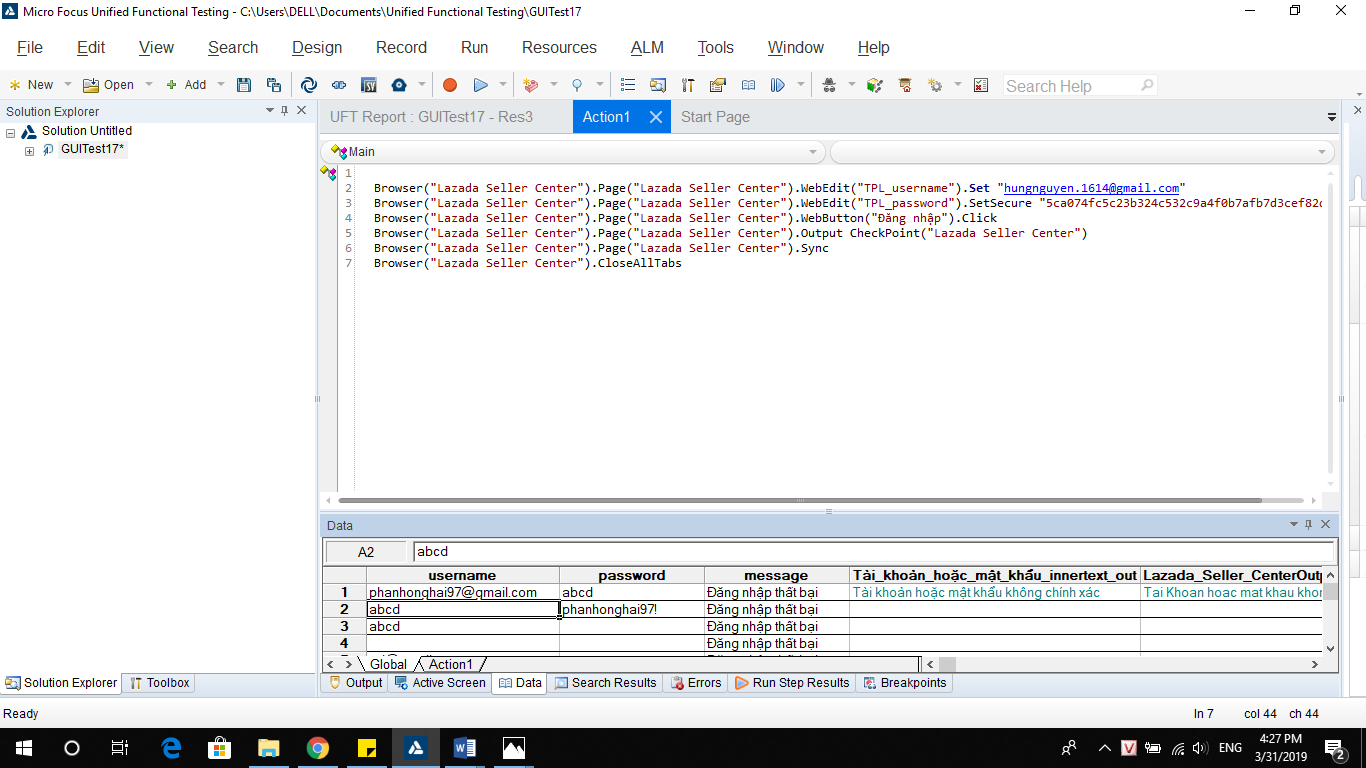 Micro Focus Unified Functional Testing - C:\Users\DELL\Documents\Unified Functional Testing\GUITest17
File Edit View Search Design Record Run Resources ALM Tools Window Help
New Open Add Search Help
Solution Explorer
Solution Untitled
GUITest17*
UFT Report : GUITest17 - Res3 Action1 Start Page
Main
1
2 Browser("Lazada Seller Center").Page("Lazada Seller Center").WebEdit("TPL_username").Set "hungnguyen.1614@gmail.com"
3 Browser("Lazada Seller Center").Page("Lazada Seller Center").WebEdit("TPL_password").SetSecure "5ca074fc5c23b324c532c9a4f0b7afb7d3cef82d
4 Browser("Lazada Seller Center").Page("Lazada Seller Center").WebButton("Đăng nhập").Click
5 Browser("Lazada Seller Center").Page("Lazada Seller Center").Output CheckPoint("Lazada Seller Center")
6 Browser("Lazada Seller Center").Page("Lazada Seller Center").Sync
7 Browser("Lazada Seller Center").CloseAllTabs
Data
A2 abcd
username password message Tài_khoản_hoặc_mật_khẩu_innertext_out Lazada_Seller_CenterOutp
1 phanhonghai97@gmail.com abcd Đăng nhập thất bại Tài khoản hoặc mật khẩu không chính xác Tai Khoan hoac mat khau khon
2 abcd phanhonghai97! Đăng nhập thất bại
3 abcd Đăng nhập thất bại
4 Đăng nhập thất bại
Global Action1
Solution Explorer Toolbox Output Active Screen Data Search Results Errors Run Step Results Breakpoints
Ready ln 7 col 44 ch 44
ENG 4:27 PM
3/31/2019 2